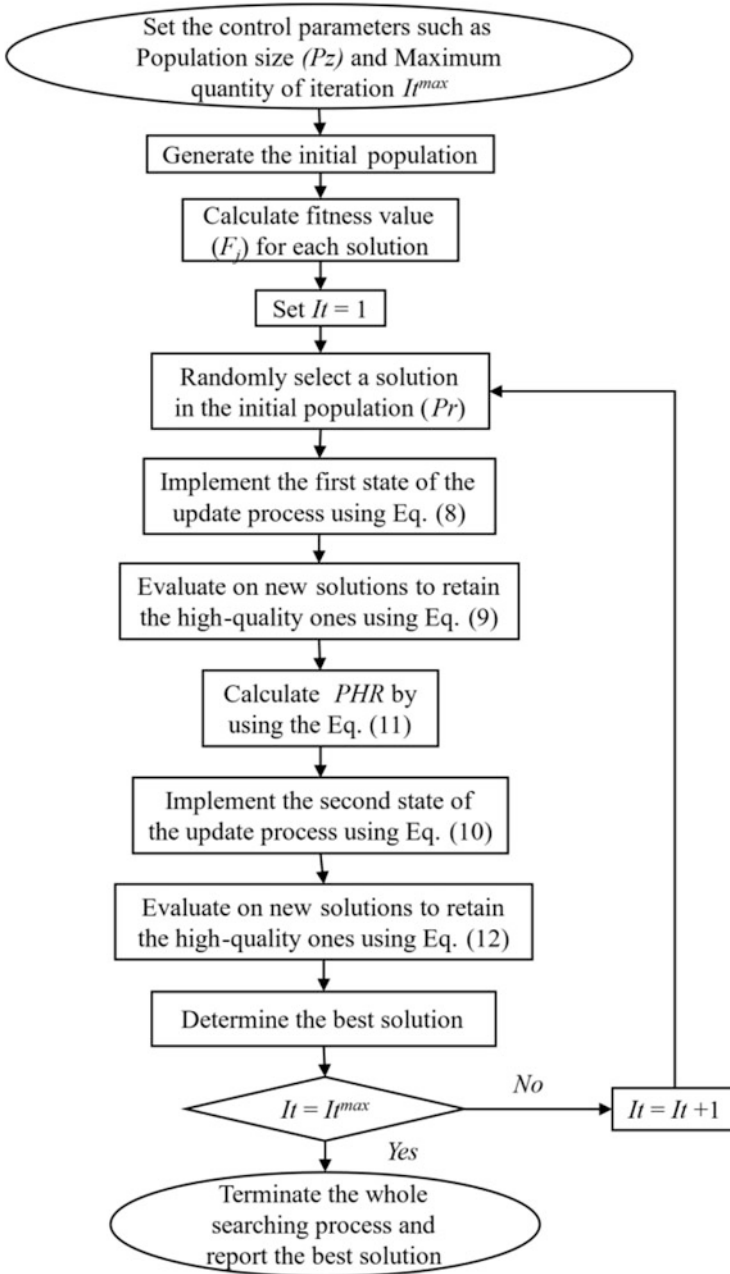 Set the control parameters such as
Population size (Pz) and Maximum
quantity of iteration It^max
Generate the initial population
Calculate fitness value
(F_j) for each solution
Set It = 1
Randomly select a solution
in the initial population (Pr)
Implement the first state of the
update process using Eq. (8)
Evaluate on new solutions to retain
the high-quality ones using Eq. (9)
Calculate PHR by
using the Eq. (11)
Implement the second state of
the update process using Eq. (10)
Evaluate on new solutions to retain
the high-quality ones using Eq. (12)
Determine the best solution
It = It^max
No
It = It +1
Yes
Terminate the whole
searching process and
report the best solution